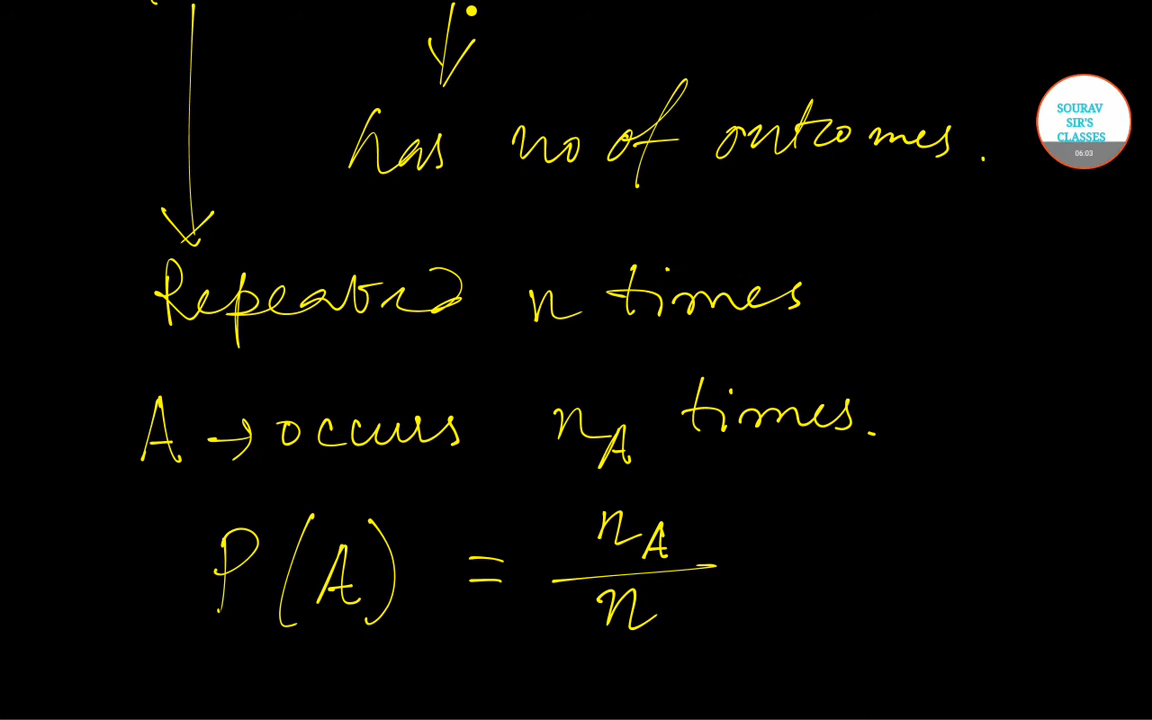 has no of outcomes.
SOURAV
SIR'S
CLASSES
06:03
Repeated n times
A → occurs n_A times.
P(A) = n_A / n